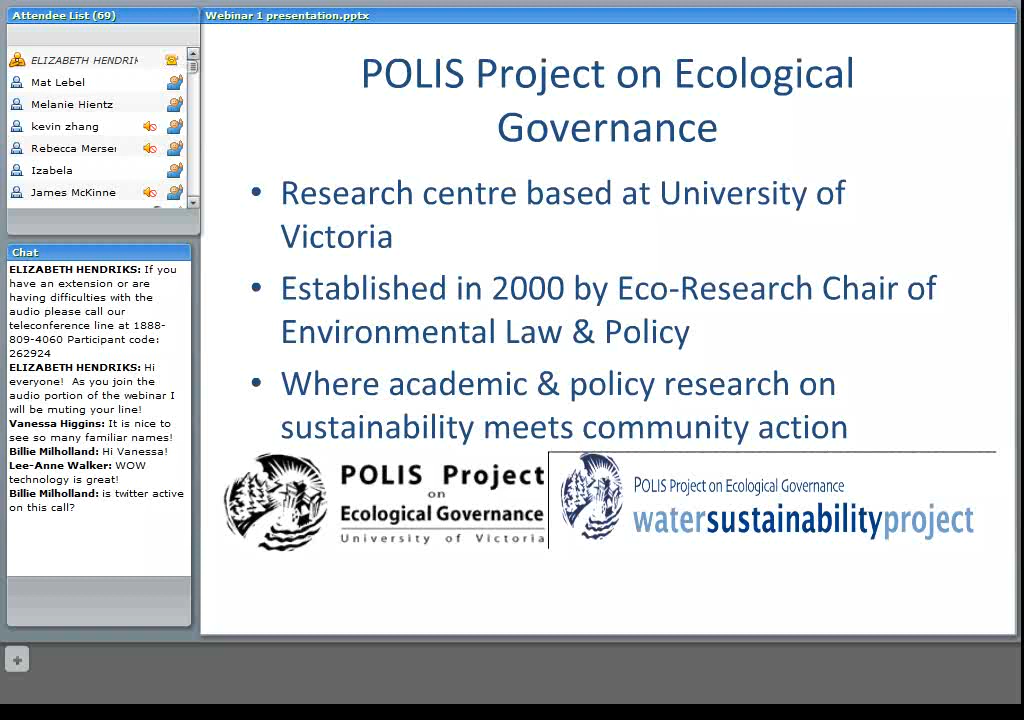 Attendee List (69)
ELIZABETH HENDRIK
Mat Lebel
Melanie Hientz
kevin zhang
Rebecca Merser
Izabela
James McKinne
Chat
ELIZABETH HENDRIKS: If you
have an extension or are
having difficulties with the
audio please call our
teleconference line at 1888-
809-4060 Participant code:
262924
ELIZABETH HENDRIKS: Hi
everyone! As you join the
audio portion of the webinar I
will be muting your line!
Vanessa Higgins: It is nice to
see so many familiar names!
Billie Milholland: Hi Vanessa!
Lee-Anne Walker: WOW
technology is great!
Billie Milholland: is twitter active
on this call?
Webinar 1 presentation.pptx
POLIS Project on Ecological
Governance
• Research centre based at University of
Victoria
• Established in 2000 by Eco-Research Chair of
Environmental Law & Policy
• Where academic & policy research on
sustainability meets community action
POLIS Project
on
Ecological Governance
University of Victoria
POLIS Project on Ecological Governance
watersustainabilityproject